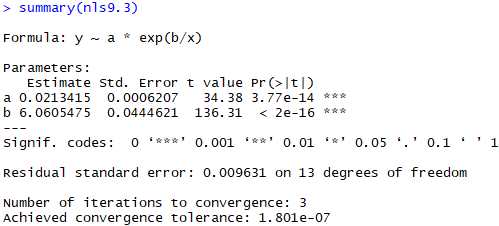 > summary(nls9.3)
Formula: y ~ a * exp(b/x)
Parameters:
   Estimate Std. Error t value Pr(>|t|)
a 0.0213415  0.0006207   34.38 3.77e-14 ***
b 6.0605475  0.0444621  136.31  < 2e-16 ***
---
Signif. codes:  0 ‘***’ 0.001 ‘**’ 0.01 ‘*’ 0.05 ‘.’ 0.1 ‘ ’ 1
Residual standard error: 0.009631 on 13 degrees of freedom
Number of iterations to convergence: 3
Achieved convergence tolerance: 1.801e-07